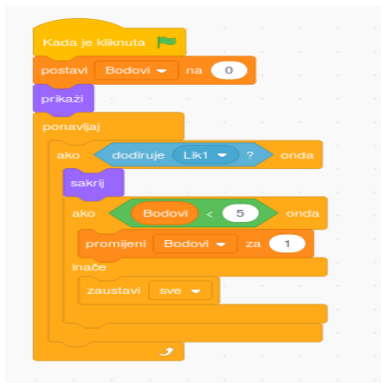 Kada je kliknuta
postavi Bodovi na 0
prikaži
ponavljaj
ako dodiruje Lik1 ? onda
sakrij
ako Bodovi < 5 onda
promijeni Bodovi za 1
inače
zaustavi sve